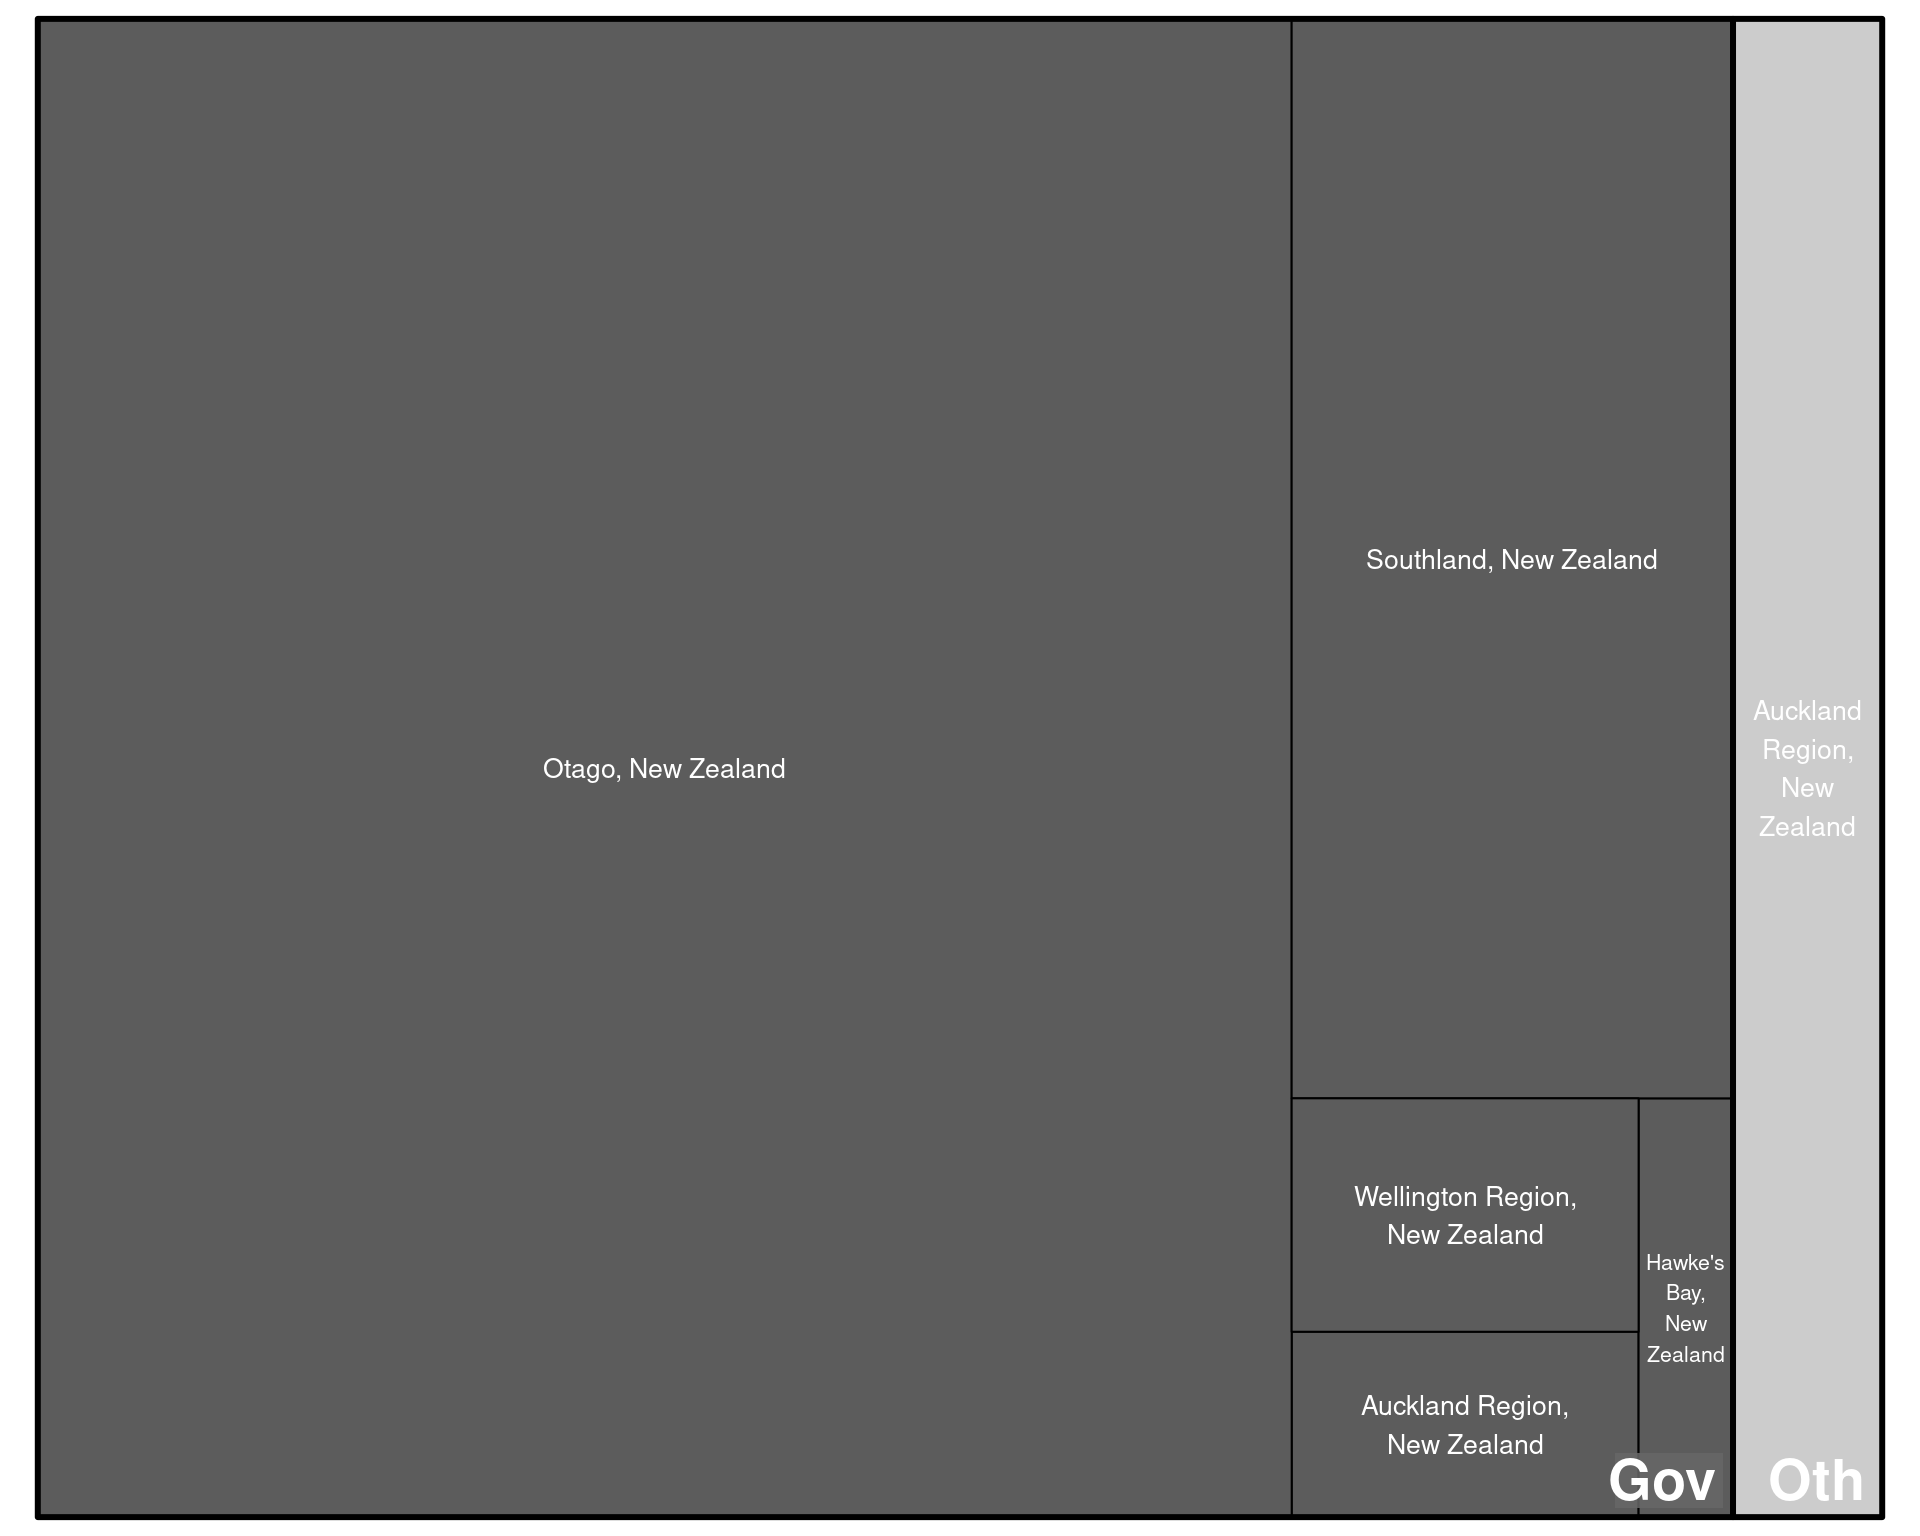 Otago, New Zealand
Southland, New Zealand
Wellington Region,
New Zealand
Auckland Region,
New Zealand
Hawke's
Bay,
New
Zealand
Gov
Auckland
Region,
New
Zealand
Oth